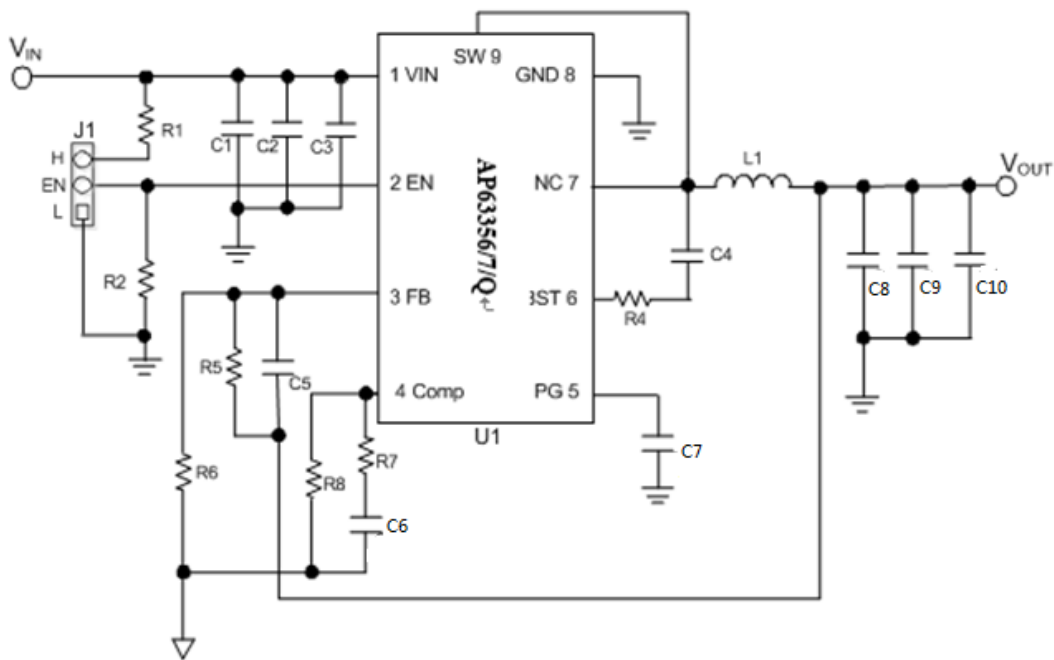 VIN
J1
H
EN
L
R1
R2
C1
C2
C3
1 VIN
SW 9
GND 8
2 EN
NC 7
AP63356/7/Q
3 FB
3ST 6
4 Comp
PG 5
U1
L1
VOUT
C4
R4
C8
C9
C10
R5
C5
R6
R8
R7
C6
C7